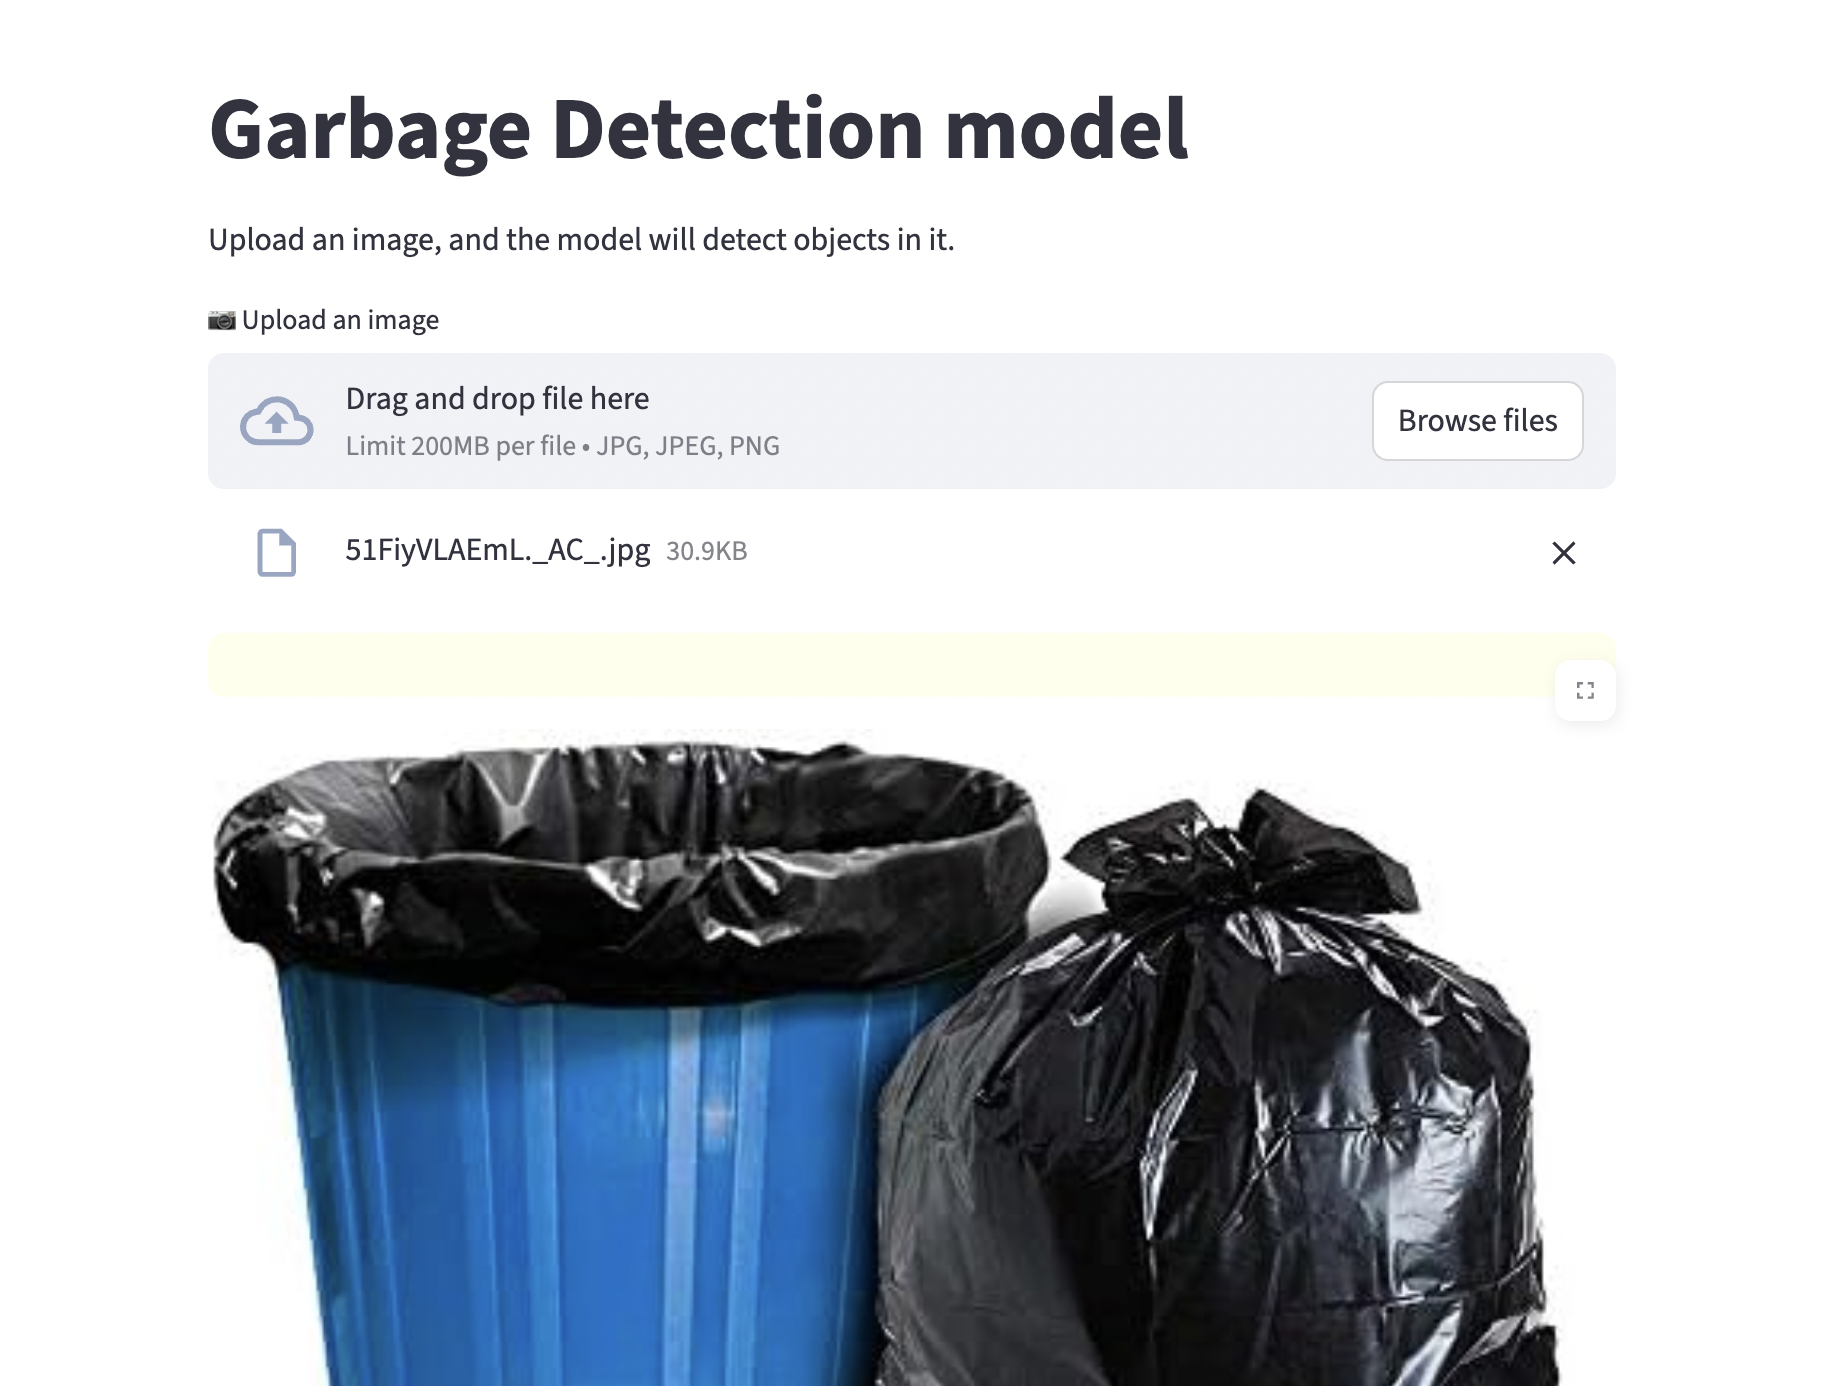 Garbage Detection model
Upload an image, and the model will detect objects in it.
📷 Upload an image
Drag and drop file here
Limit 200MB per file • JPG, JPEG, PNG
Browse files
51FiyVLAEmL._AC_.jpg 30.9KB